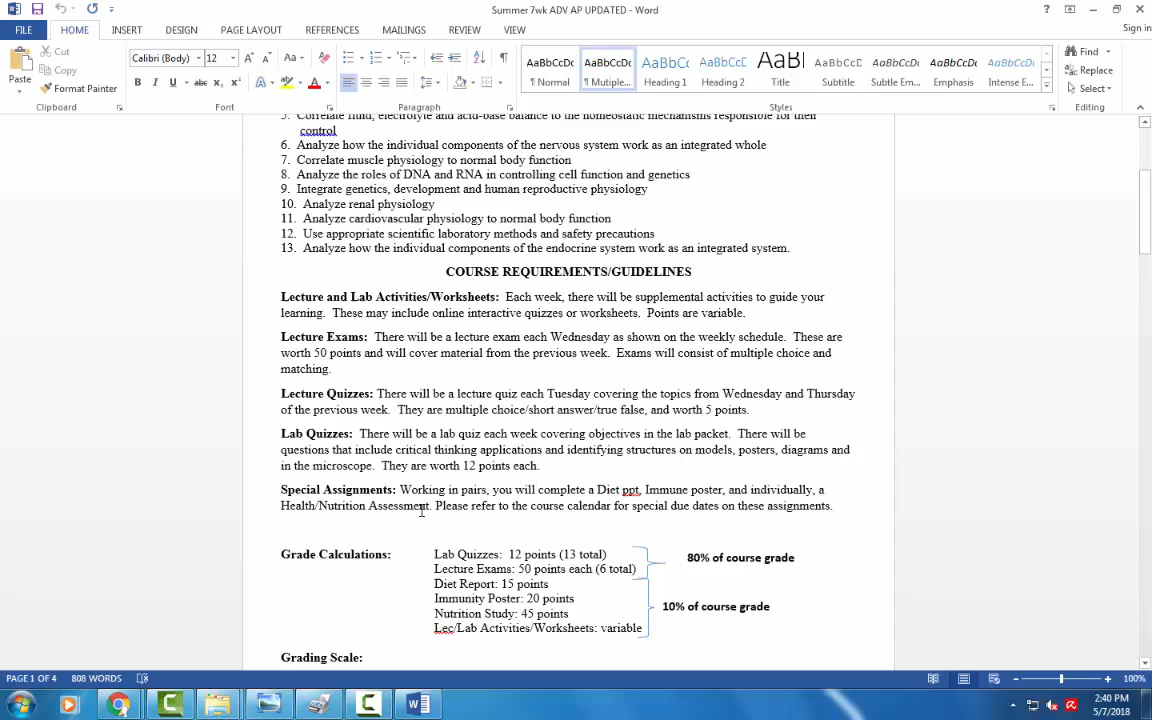 Summer 7wk ADV AP UPDATED - Word
Sign in
FILE HOME INSERT DESIGN PAGE LAYOUT REFERENCES MAILINGS REVIEW VIEW
Paste
Cut
Copy
Format Painter
Calibri (Body) 12
AaBbCcDc AaBbCcDc AaBbCc AaBbCcC AaBI AaBbCcD AaBbCcDc AaBbCcDc AaBbCcDc
¶ Normal ¶ Mutiple... Heading 1 Heading 2 Title Subtitle Subtle Em... Emphasis Intense E...
Find
Replace
Select
Clipboard Font Paragraph Styles Editing
5. Correlate fluid, electrolyte and acid-base balance to the homeostatic mechanisms responsible for their
control
6. Analyze how the individual components of the nervous system work as an integrated whole
7. Correlate muscle physiology to normal body function
8. Analyze the roles of DNA and RNA in controlling cell function and genetics
9. Integrate genetics, development and human reproductive physiology
10. Analyze renal physiology
11. Analyze cardiovascular physiology to normal body function
12. Use appropriate scientific laboratory methods and safety precautions
13. Analyze how the individual components of the endocrine system work as an integrated system.
COURSE REQUIREMENTS/GUIDELINES
Lecture and Lab Activities/Worksheets: Each week, there will be supplemental activities to guide your
learning. These may include online interactive quizzes or worksheets. Points are variable.
Lecture Exams: There will be a lecture exam each Wednesday as shown on the weekly schedule. These are
worth 50 points and will cover material from the previous week. Exams will consist of multiple choice and
matching.
Lecture Quizzes: There will be a lecture quiz each Tuesday covering the topics from Wednesday and Thursday
of the previous week. They are multiple choice/short answer/true false, and worth 5 points.
Lab Quizzes: There will be a lab quiz each week covering objectives in the lab packet. There will be
questions that include critical thinking applications and identifying structures on models, posters, diagrams and
in the microscope. They are worth 12 points each.
Special Assignments: Working in pairs, you will complete a Diet ppt, Immune poster, and individually, a
Health/Nutrition Assessment. Please refer to the course calendar for special due dates on these assignments.
Grade Calculations: Lab Quizzes: 12 points (13 total)
80% of course grade
Lecture Exams: 50 points each (6 total)
Diet Report: 15 points
Immunity Poster: 20 points
10% of course grade
Nutrition Study: 45 points
Lec/Lab Activities/Worksheets: variable
Grading Scale:
PAGE 1 OF 4 808 WORDS 100%
2:40 PM
5/7/2018